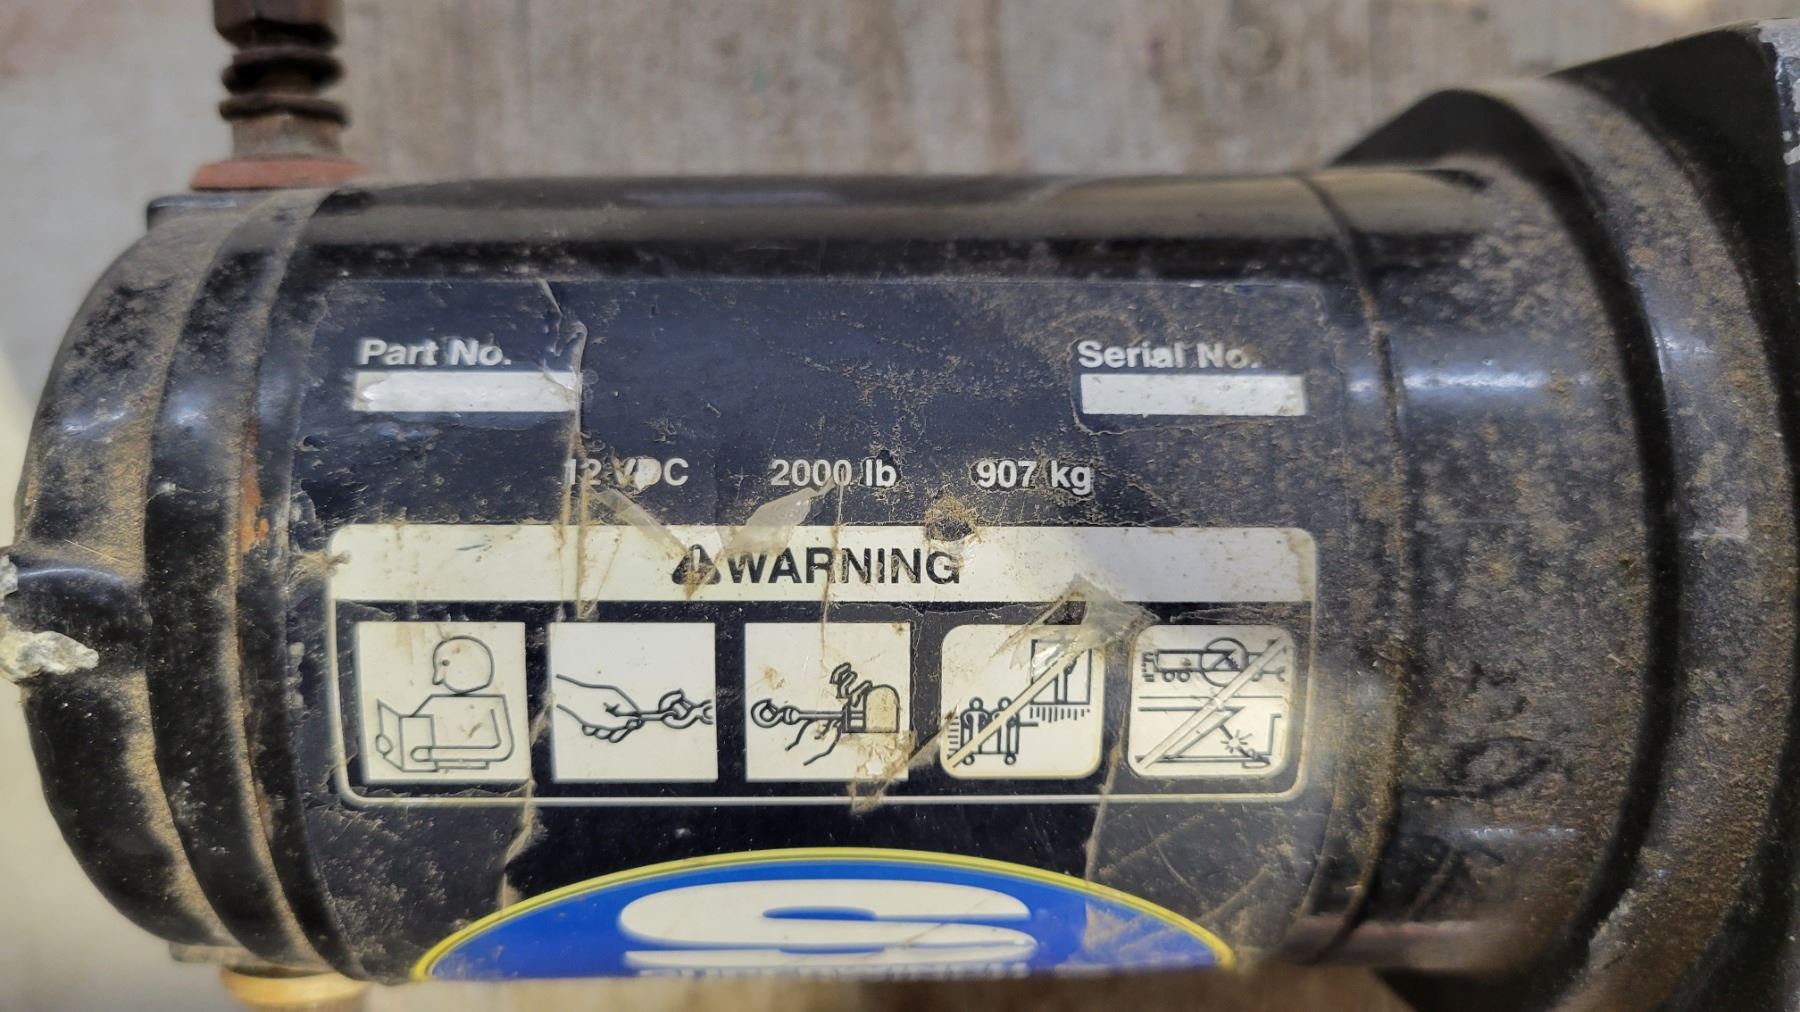 Part No.
Serial No.
12 VDC 2000 lb 907 kg
WARNING
S